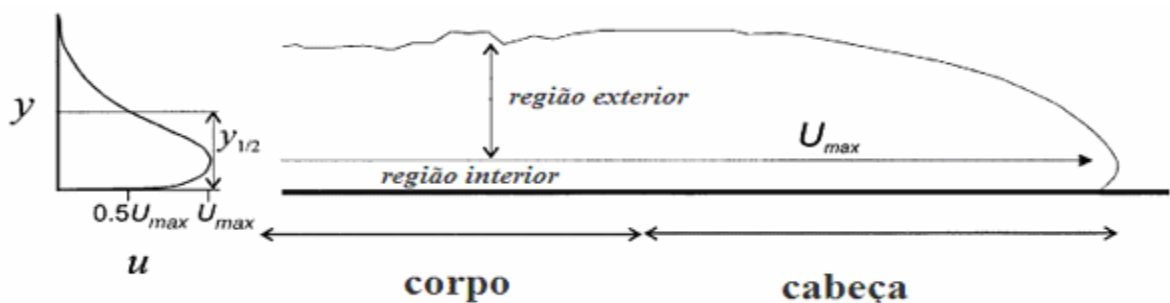 y
y1/2
0.5Umax
Umax
u
região exterior
Umax
região interior
corpo
cabeça